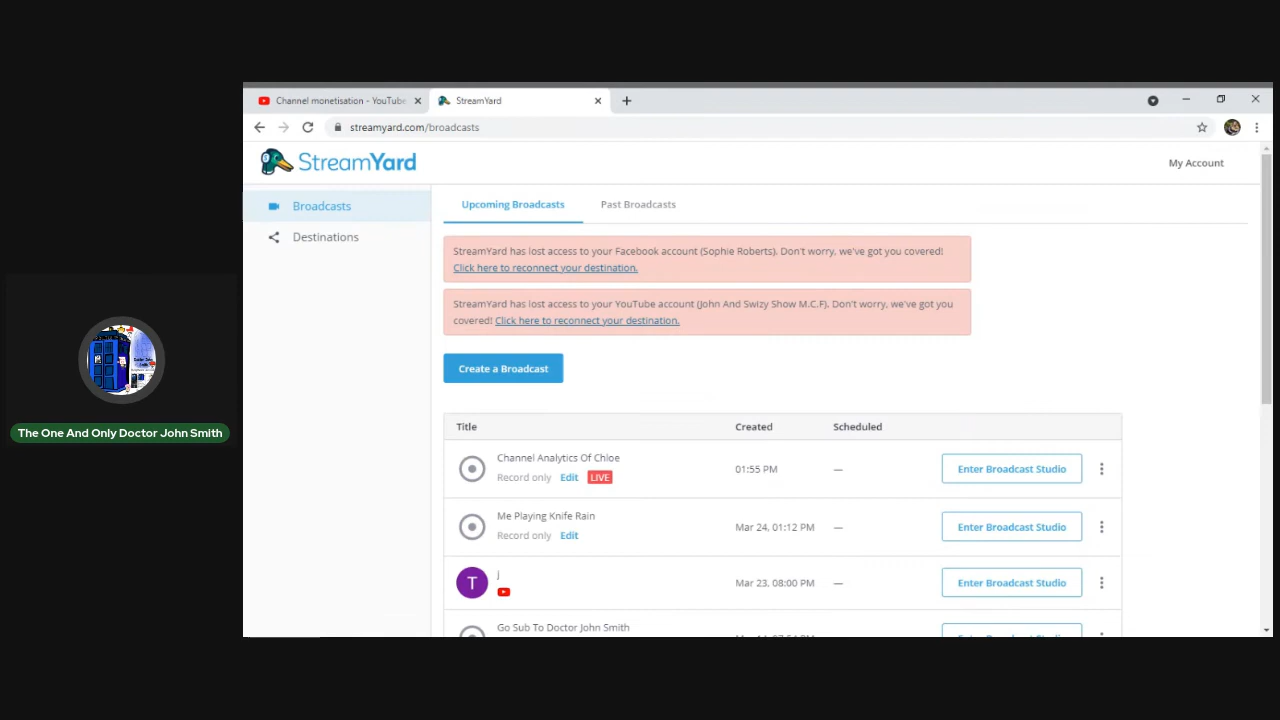 Channel monetisation - YouTube
StreamYard
streamyard.com/broadcasts
StreamYard
My Account
Broadcasts
Destinations
Upcoming Broadcasts
Past Broadcasts
StreamYard has lost access to your Facebook account (Sophie Roberts). Don't worry, we've got you covered!
Click here to reconnect your destination.
StreamYard has lost access to your YouTube account (John And Swizy Show M.C.F). Don't worry, we've got you
covered! Click here to reconnect your destination.
Create a Broadcast
Title Created Scheduled
Channel Analytics Of Chloe
Record only Edit LIVE
01:55 PM — Enter Broadcast Studio
Me Playing Knife Rain
Record only Edit
Mar 24, 01:12 PM — Enter Broadcast Studio
T
j
Mar 23, 08:00 PM — Enter Broadcast Studio
Go Sub To Doctor John Smith
Enter Broadcast Studio
The One And Only Doctor John Smith